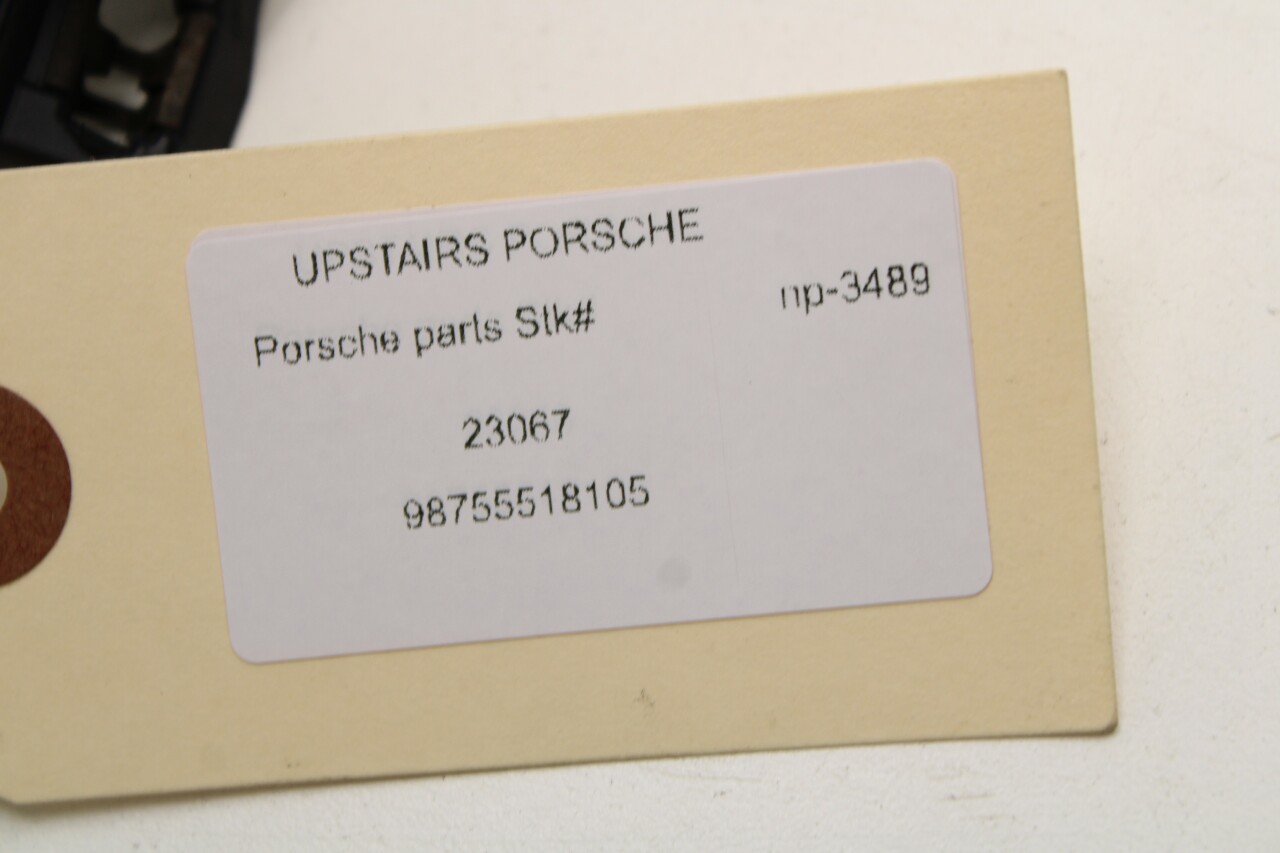 UPSTAIRS PORSCHE
np-3489
Porsche parts Stk#
23067
98755518105